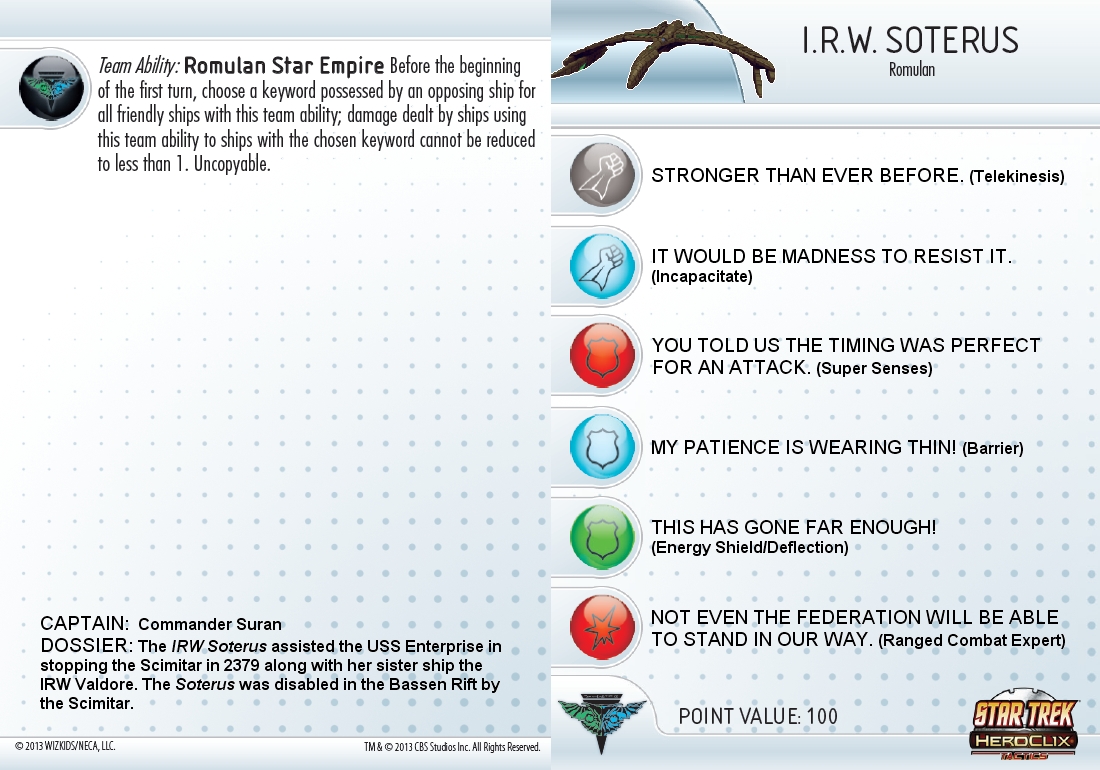 Team Ability: Romulan Star Empire Before the beginning
of the first turn, choose a keyword possessed by an opposing ship for
all friendly ships with this team ability; damage dealt by ships using
this team ability to ships with the chosen keyword cannot be reduced
to less than 1. Uncopyable.
CAPTAIN: Commander Suran
DOSSIER: The IRW Soterus assisted the USS Enterprise in
stopping the Scimitar in 2379 along with her sister ship the
IRW Valdore. The Soterus was disabled in the Bassen Rift by
the Scimitar.
© 2013 WIZKIDS/NECA, LLC.
TM & © 2013 CBS Studios Inc. All Rights Reserved.
I.R.W. SOTERUS
Romulan
STRONGER THAN EVER BEFORE. (Telekinesis)
IT WOULD BE MADNESS TO RESIST IT.
(Incapacitate)
YOU TOLD US THE TIMING WAS PERFECT
FOR AN ATTACK. (Super Senses)
MY PATIENCE IS WEARING THIN! (Barrier)
THIS HAS GONE FAR ENOUGH!
(Energy Shield/Deflection)
NOT EVEN THE FEDERATION WILL BE ABLE
TO STAND IN OUR WAY. (Ranged Combat Expert)
POINT VALUE: 100
STAR TREK
HEROCLIX
TACTICS